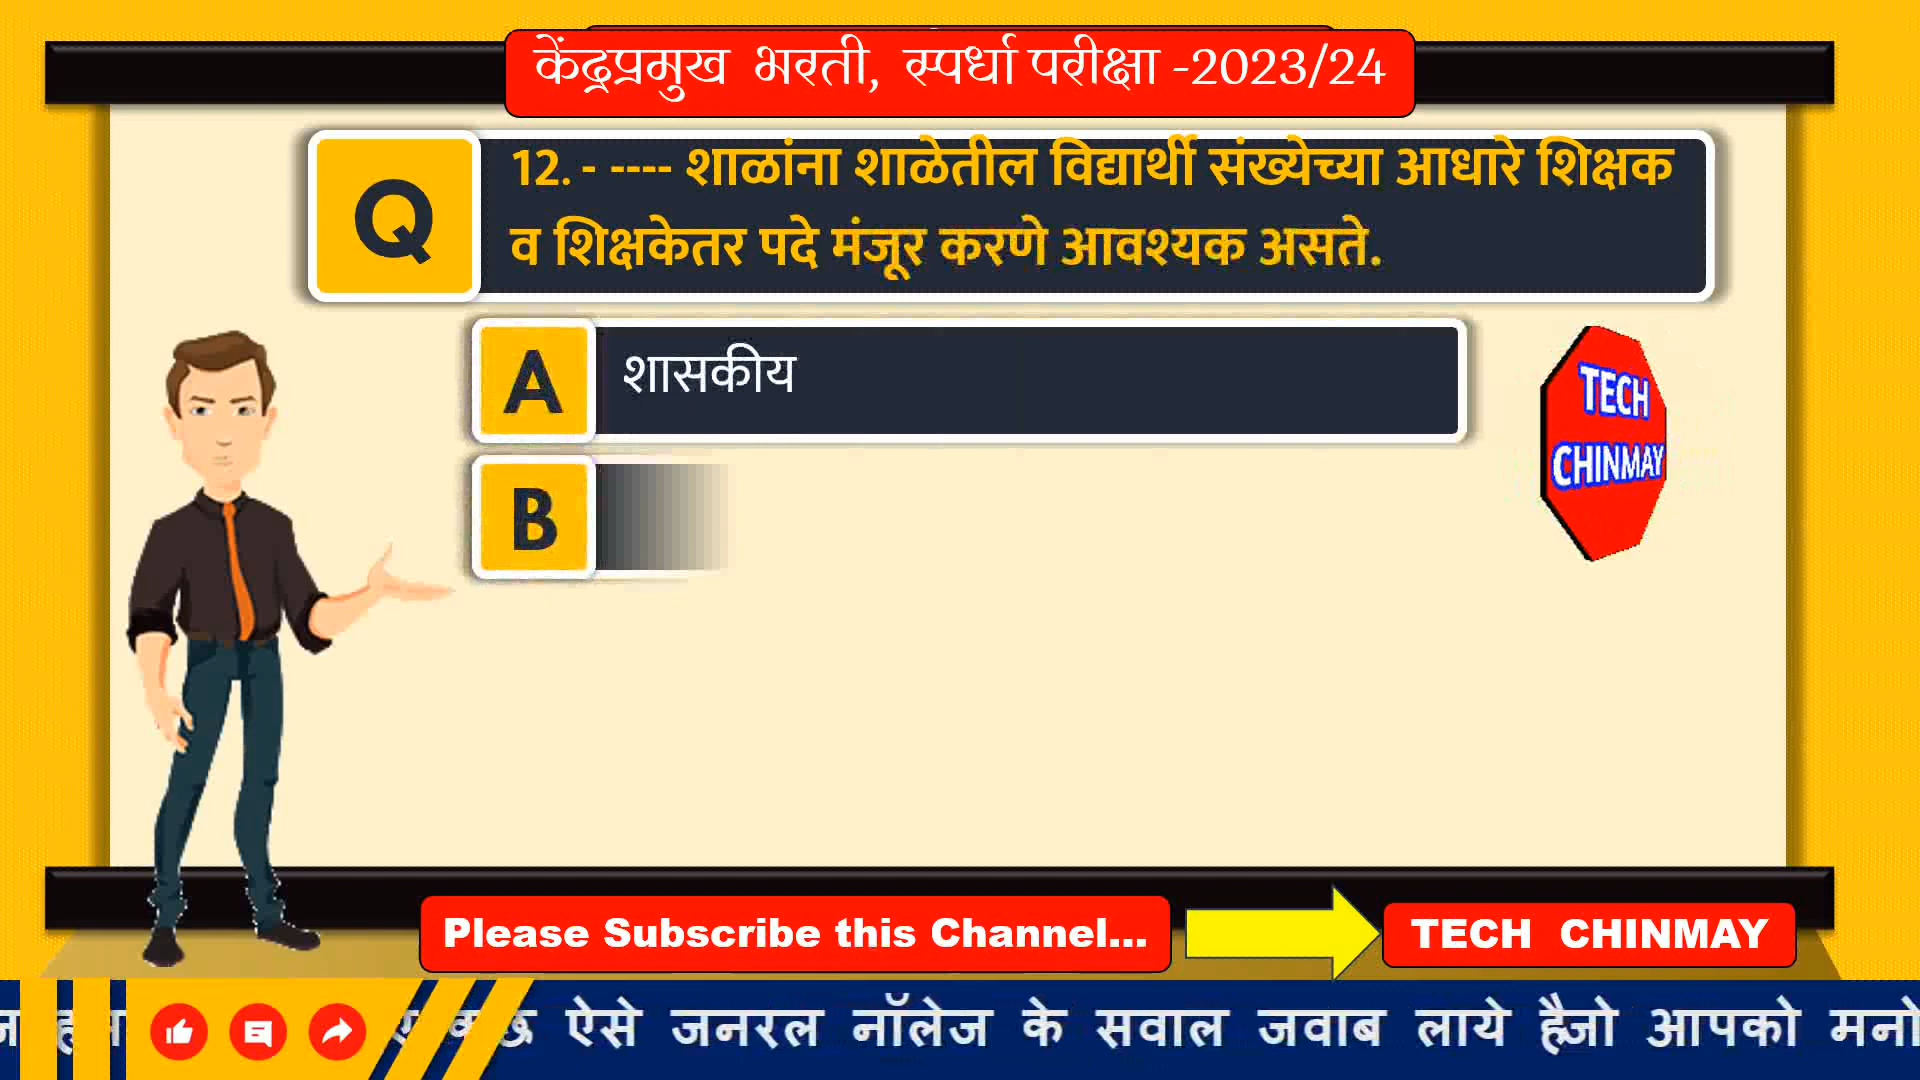 केंद्रप्रमुख भरती, स्पर्धा परीक्षा -2023/24
Q
12. - ---- शाळांना शाळेतील विद्यार्थी संख्येच्या आधारे शिक्षक
व शिक्षकेतर पदे मंजूर करणे आवश्यक असते.
A
शासकीय
TECH
CHINMAY
B
Please Subscribe this Channel...
TECH CHINMAY
कुछ ऐसे जनरल नॉलेज के सवाल जवाब लाये है जो आपको